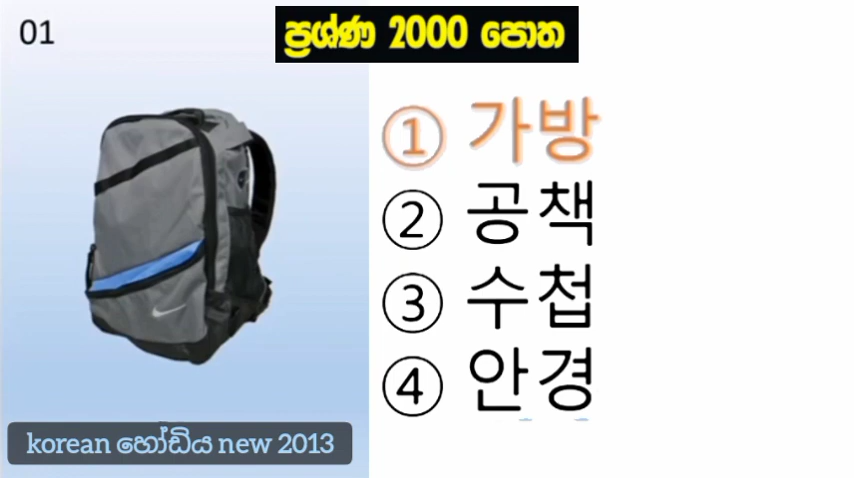 01
ප්‍රශ්ණ 2000 පොත
① 가방
② 공책
③ 수첩
④ 안경
korean හෝඩිය new 2013